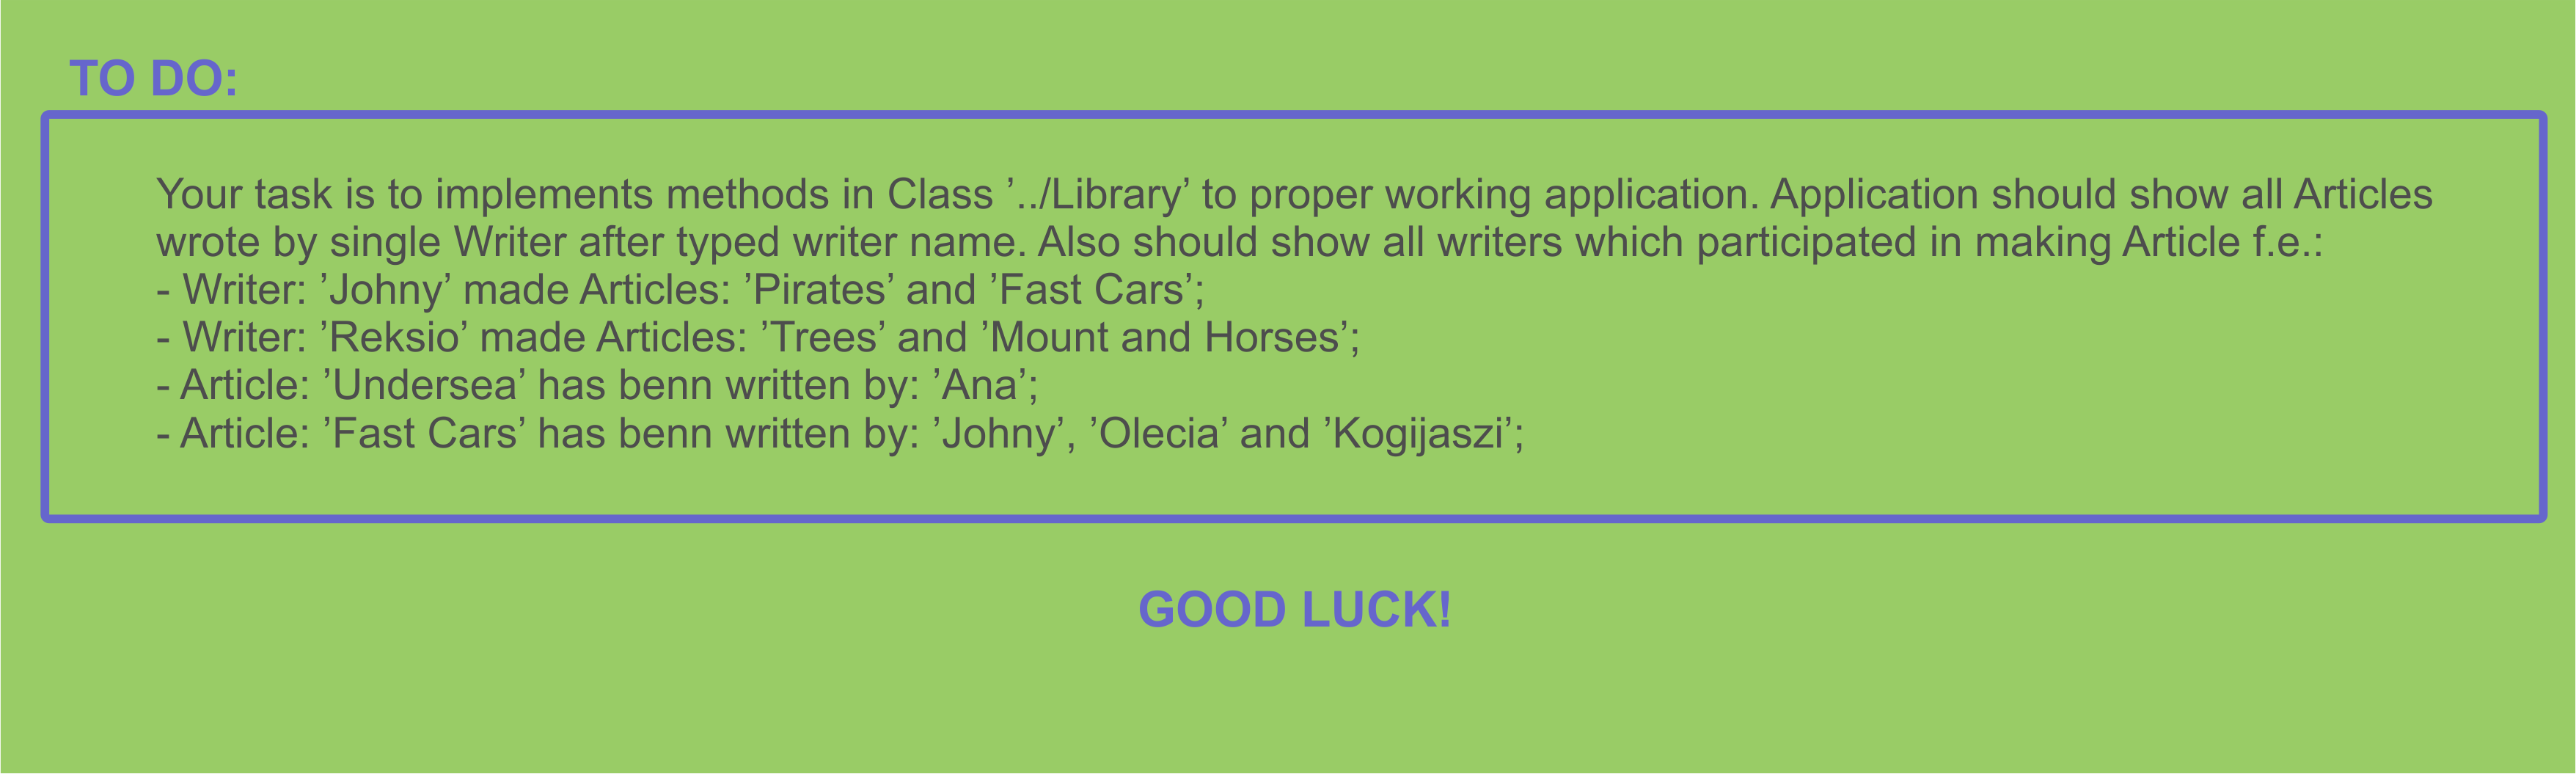 TO DO:
Your task is to implements methods in Class ’../Library’ to proper working application. Application should show all Articles
wrote by single Writer after typed writer name. Also should show all writers which participated in making Article f.e.:
- Writer: ’Johny’ made Articles: ’Pirates’ and ’Fast Cars’;
- Writer: ’Reksio’ made Articles: ’Trees’ and ’Mount and Horses’;
- Article: ’Undersea’ has benn written by: ’Ana’;
- Article: ’Fast Cars’ has benn written by: ’Johny’, ’Olecia’ and ’Kogijaszi’;
GOOD LUCK!